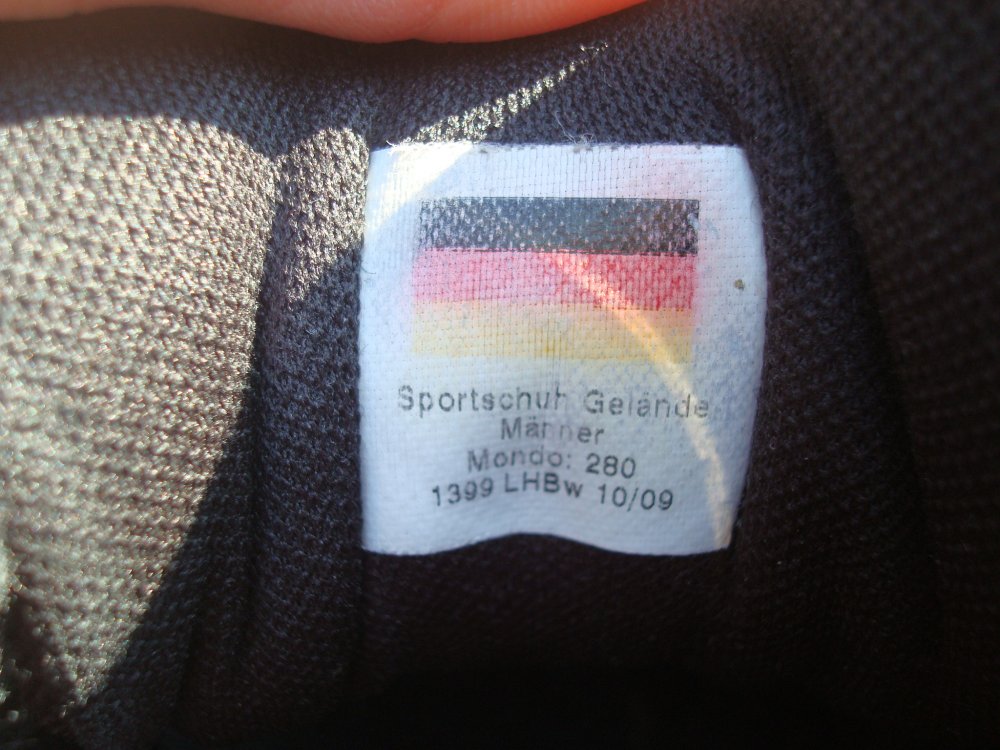 Sportschuh Gelände
Männer
Mondo: 280
1399 LHBw 10/09